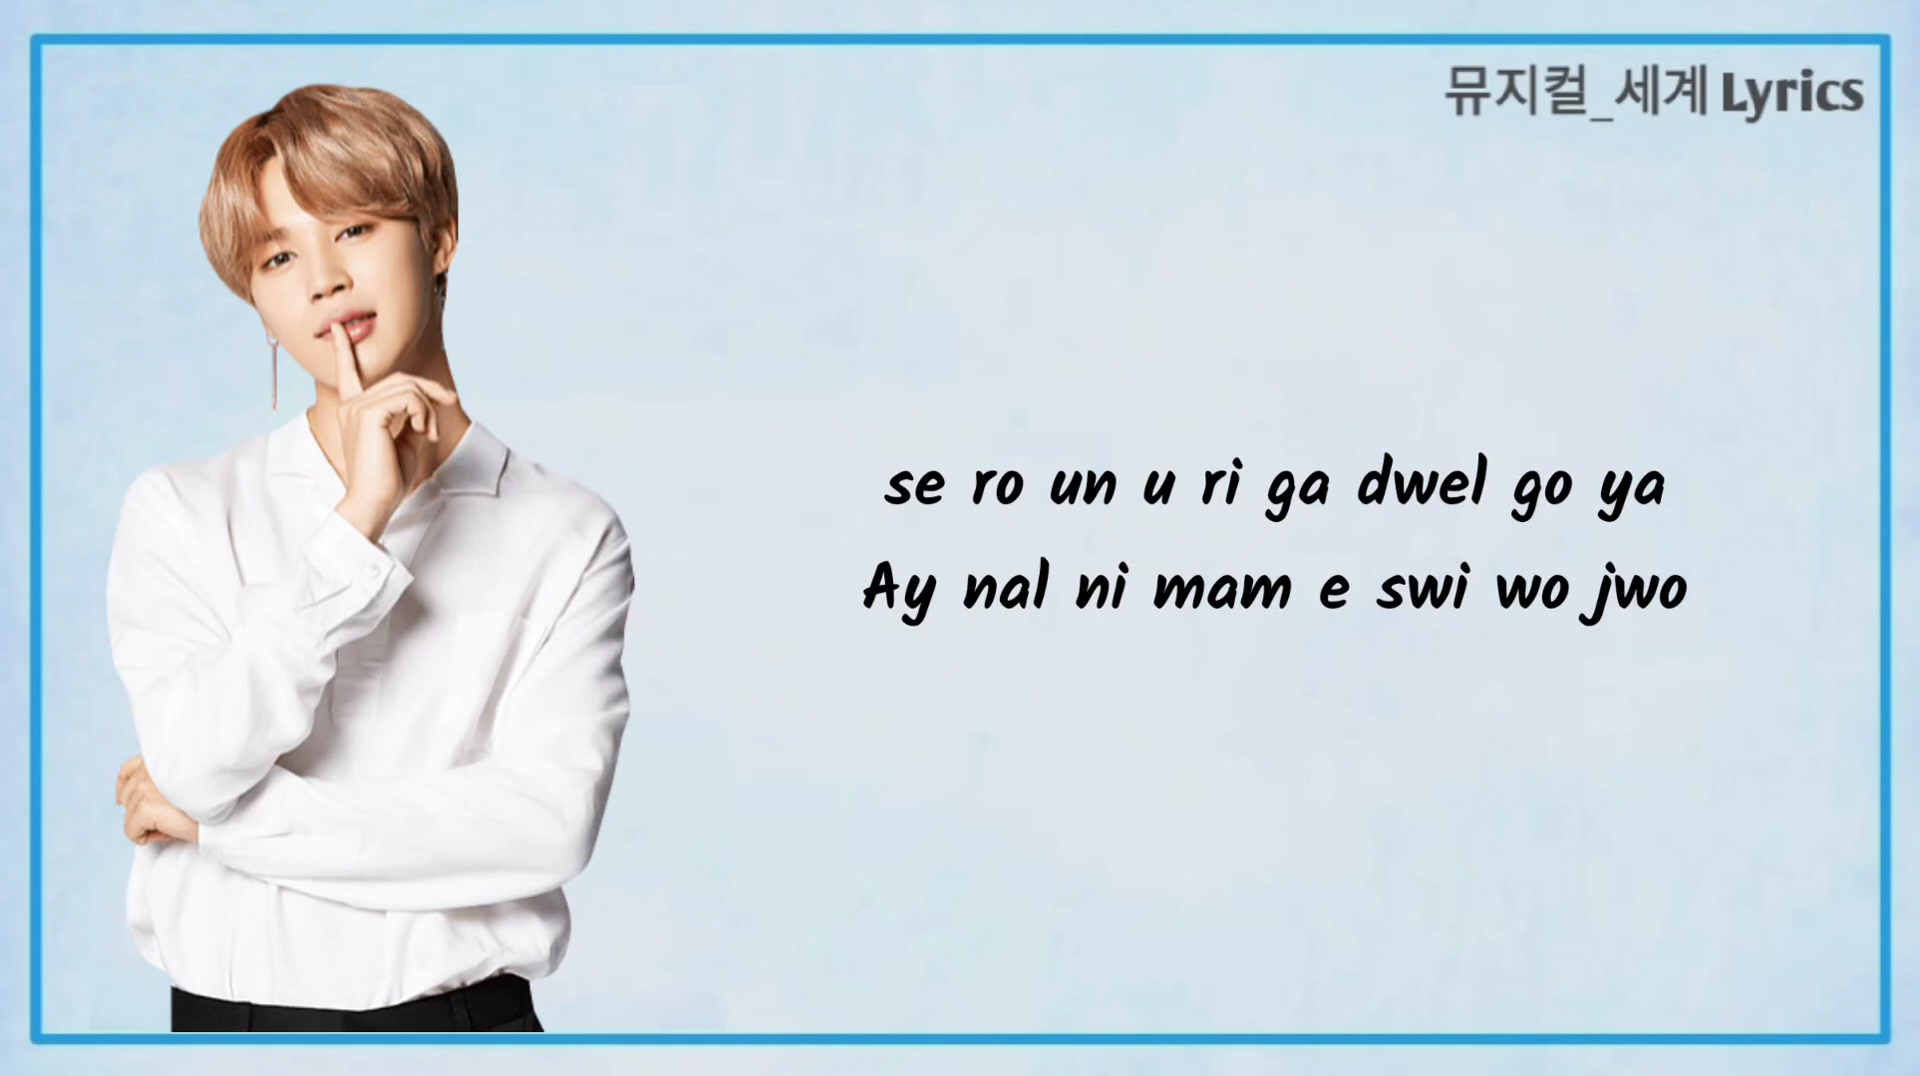 뮤지컬_세계 Lyrics
se ro un u ri ga dwel go ya
Ay nal ni mam e swi wo jwo